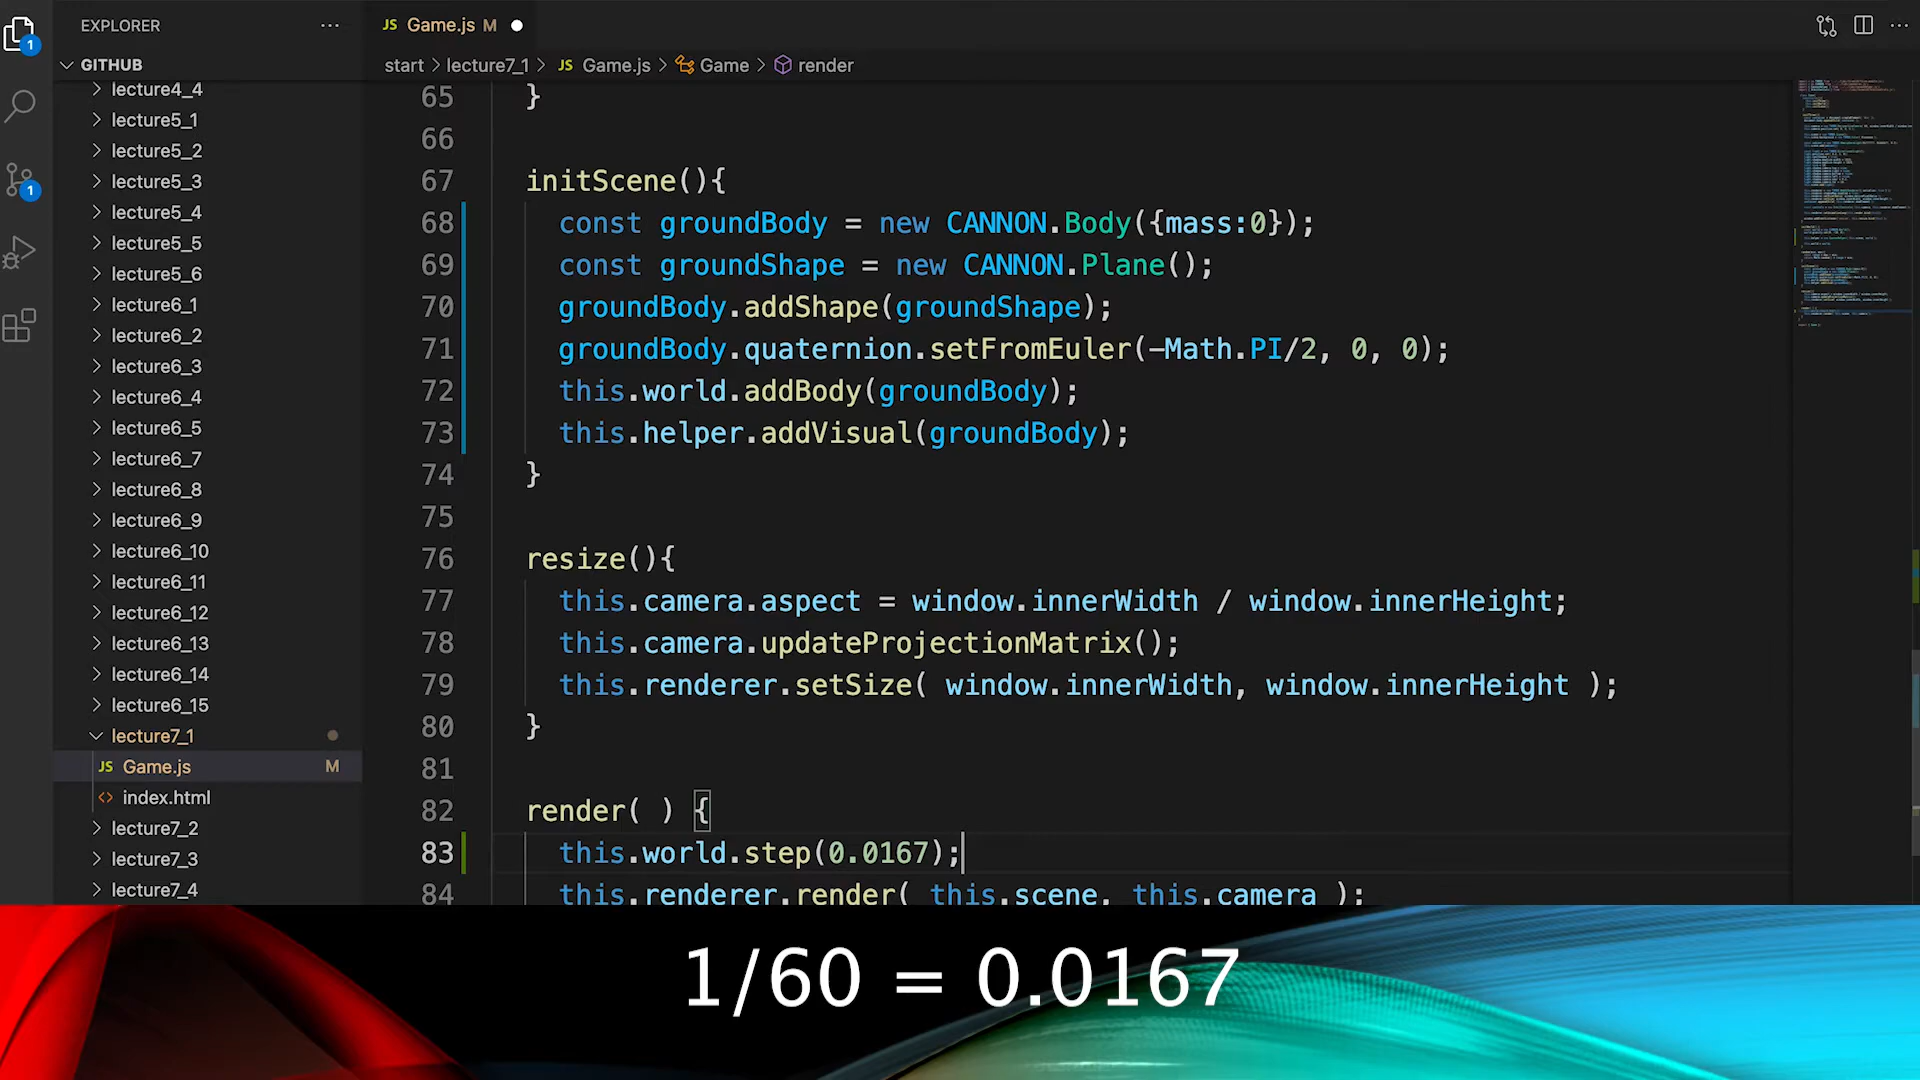 EXPLORER
JS Game.js M
GITHUB
start > lecture7_1 > JS Game.js > Game > render
lecture4_4
lecture5_1
lecture5_2
lecture5_3
lecture5_4
lecture5_5
lecture5_6
lecture6_1
lecture6_2
lecture6_3
lecture6_4
lecture6_5
lecture6_7
lecture6_8
lecture6_9
lecture6_10
lecture6_11
lecture6_12
lecture6_13
lecture6_14
lecture6_15
lecture7_1
JS Game.js M
index.html
lecture7_2
lecture7_3
lecture7_4
1
1
65 }
66
67 initScene(){
68 const groundBody = new CANNON.Body({mass:0});
69 const groundShape = new CANNON.Plane();
70 groundBody.addShape(groundShape);
71 groundBody.quaternion.setFromEuler(-Math.PI/2, 0, 0);
72 this.world.addBody(groundBody);
73 this.helper.addVisual(groundBody);
74 }
75
76 resize(){
77 this.camera.aspect = window.innerWidth / window.innerHeight;
78 this.camera.updateProjectionMatrix();
79 this.renderer.setSize( window.innerWidth, window.innerHeight );
80 }
81
82 render( ) {
83 this.world.step(0.0167);
84 this.renderer.render( this.scene, this.camera );
1/60 = 0.0167